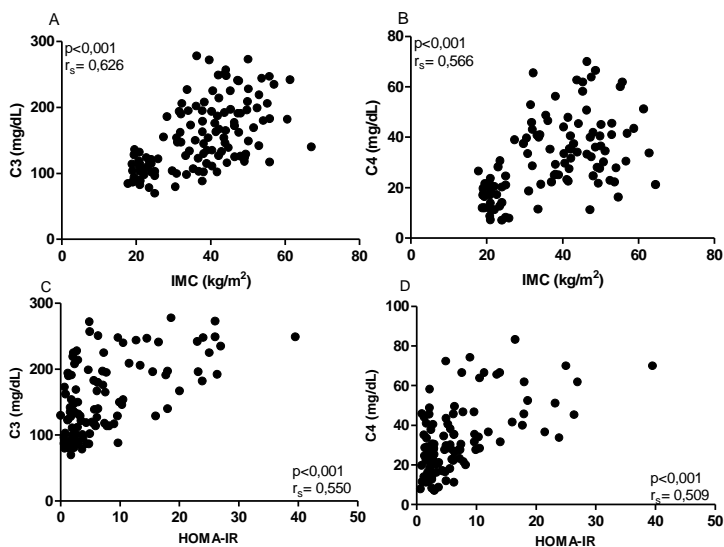 A
p<0,001
rs= 0,626
C3 (mg/dL)
300
200
100
0
0 20 40 60 80
IMC (kg/m²)
B
p<0,001
rs= 0,566
C4 (mg/dL)
80
60
40
20
0
0 20 40 60 80
IMC (kg/m²)
C
C3 (mg/dL)
300
200
100
0
p<0,001
rs= 0,550
0 10 20 30 40 50
HOMA-IR
D
C4 (mg/dL)
100
80
60
40
20
0
p<0,001
rs= 0,509
0 10 20 30 40 50
HOMA-IR